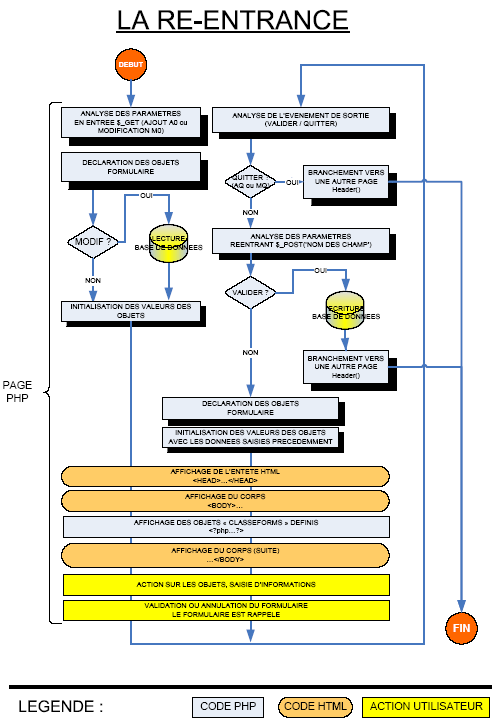 LA RE-ENTRANCE
DEBUT
ANALYSE DES PARAMETRES
EN ENTREE $_GET (AJOUT A0 ou
MODIFICATION M0)
DECLARATION DES OBJETS
FORMULAIRE
OUI
MODIF ?
LECTURE
BASE DE DONNEES
NON
INITIALISATION DES VALEURS DES
OBJETS
ANALYSE DE L'EVENEMENT DE SORTIE
(VALIDER / QUITTER)
QUITTER ?
(AQ ou MQ)
OUI
BRANCHEMENT VERS
UNE AUTRE PAGE
Header()
NON
ANALYSE DES PARAMETRES
REENTRANT $_POST('NOM DES CHAMP')
OUI
VALIDER ?
ECRITURE
BASE DE DONNEES
NON
BRANCHEMENT VERS
UNE AUTRE PAGE
Header()
PAGE
PHP
DECLARATION DES OBJETS
FORMULAIRE
INITIALISATION DES VALEURS DES OBJETS
AVEC LES DONNEES SAISIES PRECEDEMMENT
AFFICHAGE DE L'ENTETE HTML
<HEAD>...</HEAD>
AFFICHAGE DU CORPS
<BODY>...
AFFICHAGE DES OBJETS « CLASSEFORMS » DEFINIS
<?php...?>
AFFICHAGE DU CORPS (SUITE)
...</BODY>
ACTION SUR LES OBJETS, SAISIE D'INFORMATIONS
VALIDATION OU ANNULATION DU FORMULAIRE
LE FORMULAIRE EST RAPPELE
FIN
LEGENDE :
CODE PHP
CODE HTML
ACTION UTILISATEUR